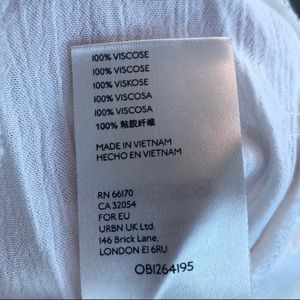 100% VISCOSE
100% VISCOSE
100% VISKOSE
100% VISCOSA
100% VISCOSA
100% 粘胶纤维
MADE IN VIETNAM
HECHO EN VIETNAM
RN 66170
CA 32054
FOR EU
URBN UK Ltd.
146 Brick Lane,
LONDON E1 6RU
OB1264195